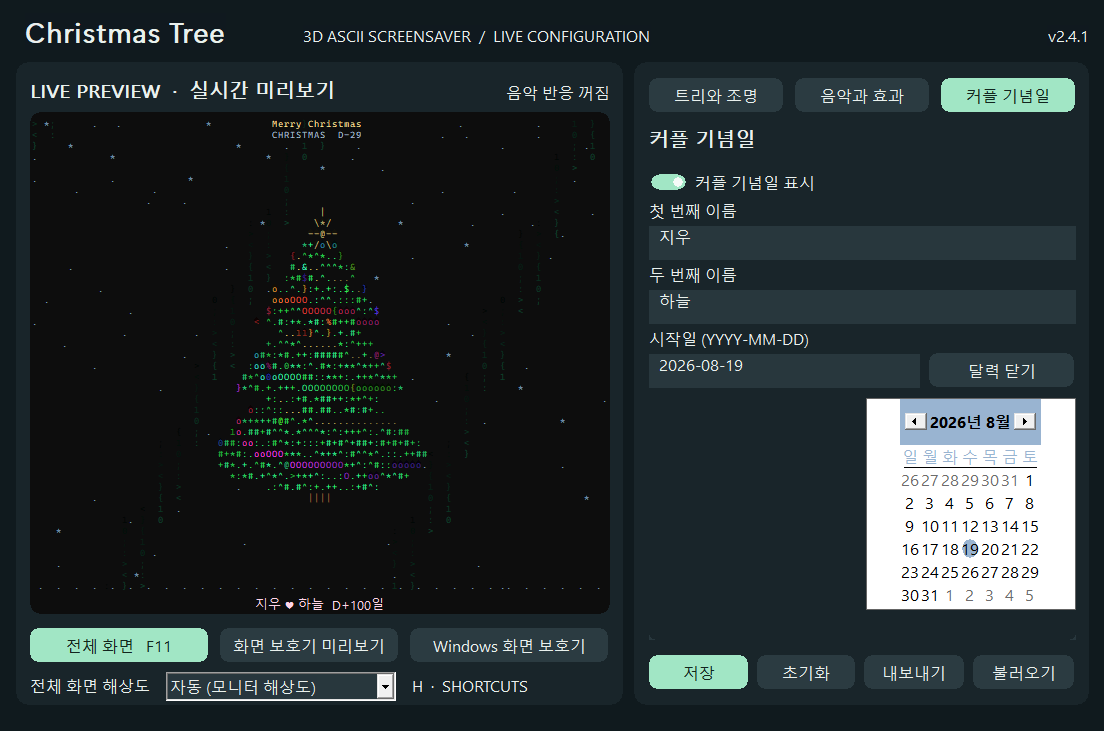 Christmas Tree
3D ASCII SCREENSAVER / LIVE CONFIGURATION
v2.4.1
LIVE PREVIEW · 실시간 미리보기
음악 반응 꺼짐
Merry Christmas
CHRISTMAS D-29
지우 ♥ 하늘 D+100일
전체 화면 F11
화면 보호기 미리보기
Windows 화면 보호기
전체 화면 해상도
자동 (모니터 해상도)
H · SHORTCUTS
트리와 조명
음악과 효과
커플 기념일
커플 기념일
커플 기념일 표시
첫 번째 이름
지우
두 번째 이름
하늘
시작일 (YYYY-MM-DD)
2026-08-19
달력 닫기
2026년 8월
일 월 화 수 목 금 토
26 27 28 29 30 31 1
2 3 4 5 6 7 8
9 10 11 12 13 14 15
16 17 18 19 20 21 22
23 24 25 26 27 28 29
30 31 1 2 3 4 5
저장
초기화
내보내기
불러오기